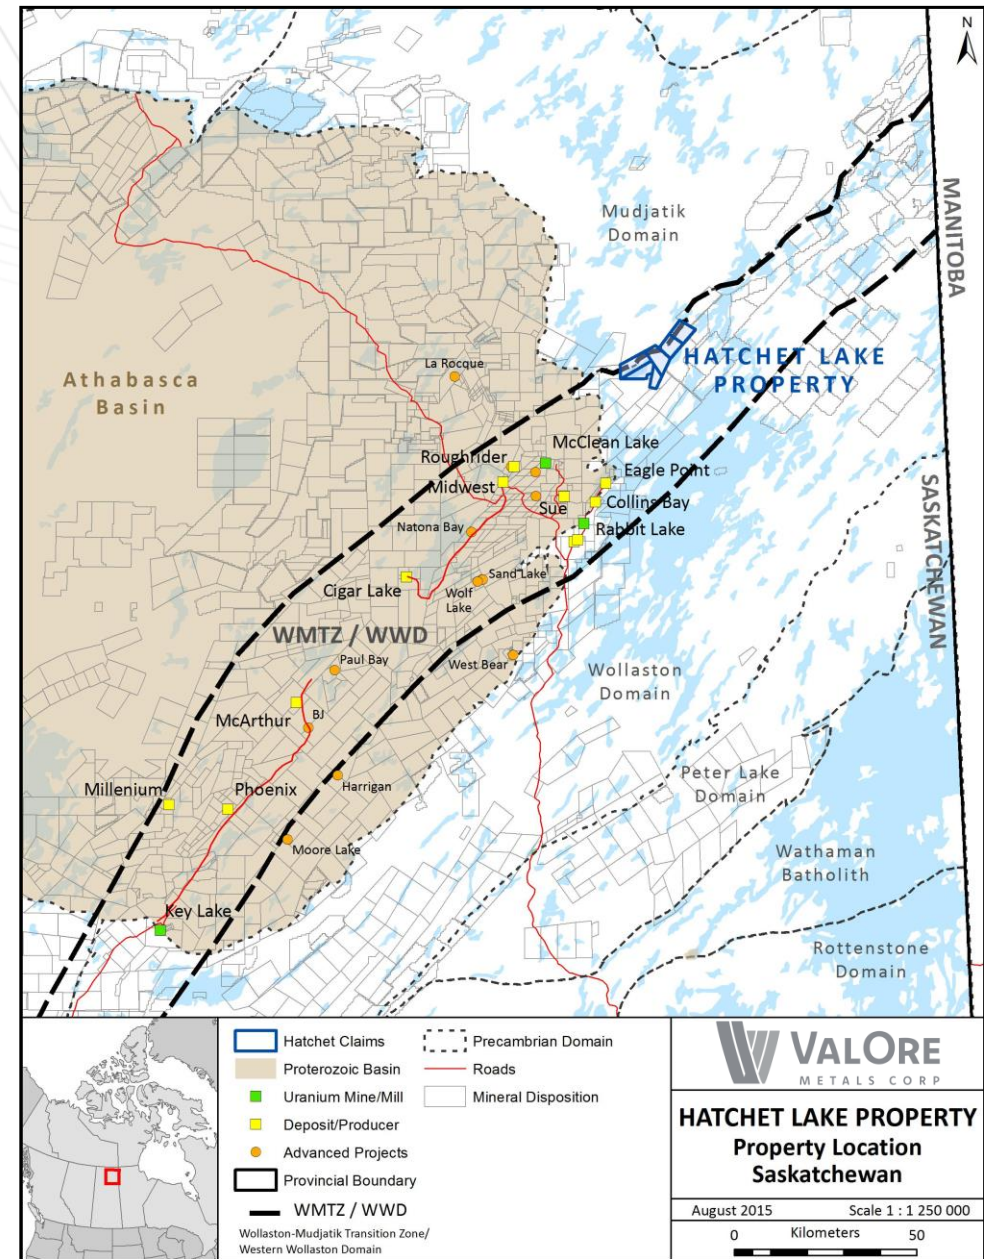 N
Mudjatik
Domain
MANITOBA
HATCHET LAKE
PROPERTY
La Rocque
Athabasca
Basin
McClean Lake
Roughrider
Eagle Point
Midwest
Collins Bay
Sue
SASKATCHEWAN
Natona Bay
Rabbit Lake
Sand Lake
Cigar Lake
Wolf
Lake
WMTZ / WWD
Paul Bay
West Bear
Wollaston
Domain
McArthur
BJ
Peter Lake
Domain
Millenium
Phoenix
Harrigan
Moore Lake
Wathaman
Batholith
Key Lake
Rottenstone
Domain
Hatchet Claims
Proterozoic Basin
Uranium Mine/Mill
Deposit/Producer
Advanced Projects
Provincial Boundary
WMTZ / WWD
Wollaston-Mudjatik Transition Zone/
Western Wollaston Domain
Precambrian Domain
Roads
Mineral Disposition
VALORE
METALS CORP
HATCHET LAKE PROPERTY
Property Location
Saskatchewan
August 2015 Scale 1 : 1 250 000
Kilometers
0 50